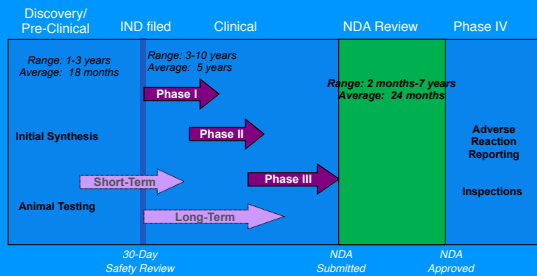 Discovery/
Pre-Clinical
IND filed
Clinical
NDA Review
Phase IV
Range: 1-3 years
Average: 18 months
Range: 3-10 years
Average: 5 years
Range: 2 months-7 years
Average: 24 months
Phase I
Initial Synthesis
Phase II
Adverse
Reaction
Reporting
Short-Term
Phase III
Inspections
Animal Testing
Long-Term
30-Day
Safety Review
NDA
Submitted
NDA
Approved